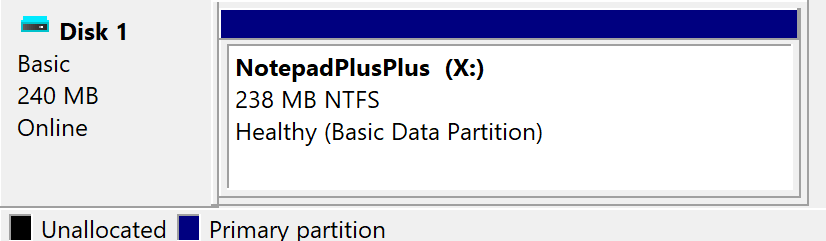 Disk 1
Basic
240 MB
Online
NotepadPlusPlus (X:)
238 MB NTFS
Healthy (Basic Data Partition)
Unallocated Primary partition